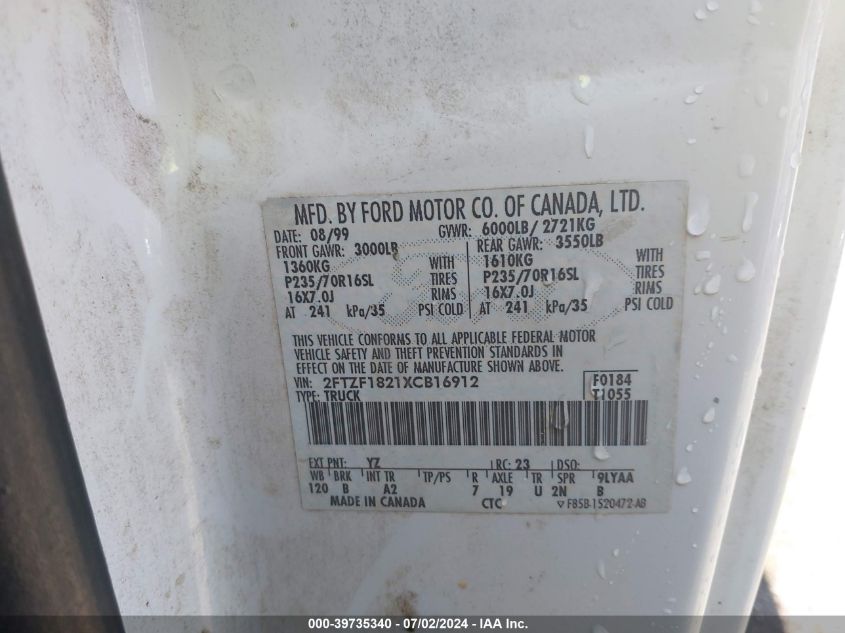 MFD. BY FORD MOTOR CO. OF CANADA, LTD.
DATE: 08/99 GVWR: 6000LB/ 2721KG
FRONT GAWR: 3000LB REAR GAWR: 3550LB
1360KG WITH 1610KG WITH
P235/70R16SL TIRES P235/70R16SL TIRES
16X7.0J RIMS 16X7.0J RIMS
AT 241 kPa/35 PSI COLD AT 241 kPa/35 PSI COLD
THIS VEHICLE CONFORMS TO ALL APPLICABLE FEDERAL MOTOR
VEHICLE SAFETY AND THEFT PREVENTION STANDARDS IN
EFFECT ON THE DATE OF MANUFACTURE SHOWN ABOVE.
VIN: 2FTZF1821XCB16912 F0184
TYPE: TRUCK T1055
EXT PNT: YZ RC: 23 DSO:
WB BRK INT TR TP/PS R AXLE TR SPR 9LYAA
120 B A2 7 19 U 2N B
MADE IN CANADA CTC F85B-1520472-AB
000-39735340 - 07/02/2024 - IAA Inc.